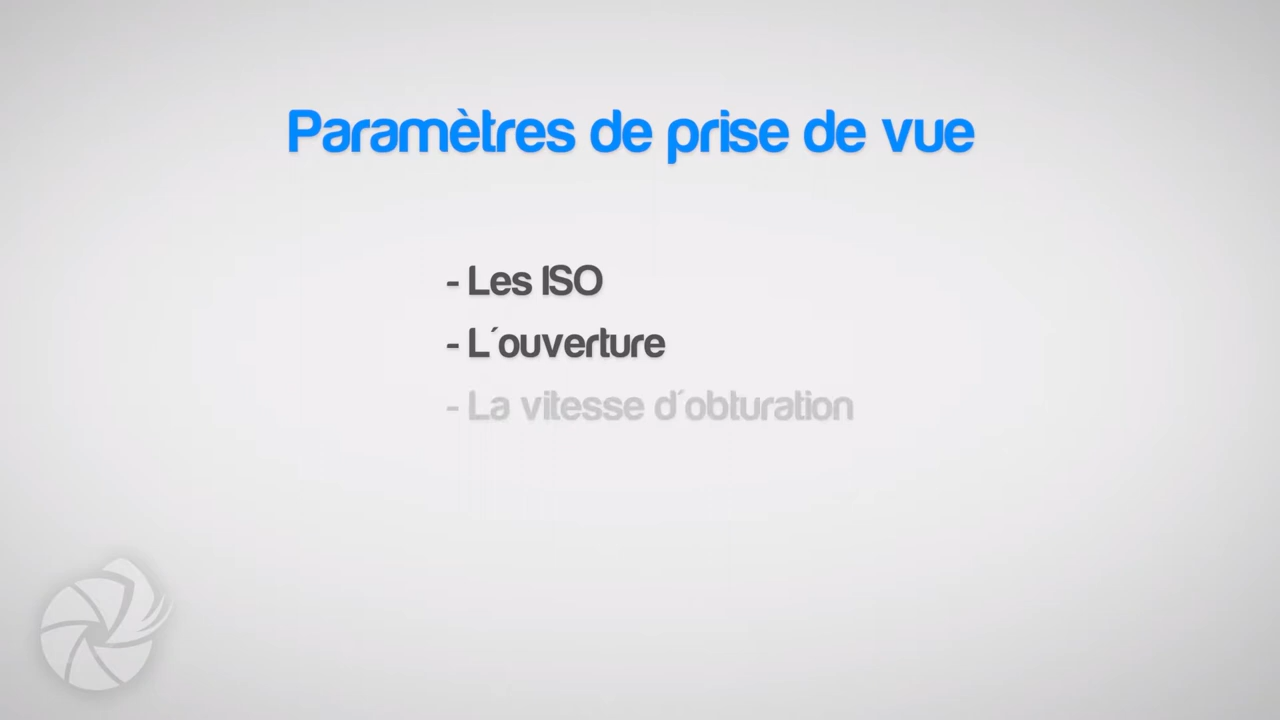 Paramètres de prise de vue
- Les ISO
- L´ouverture
- La vitesse d´obturation